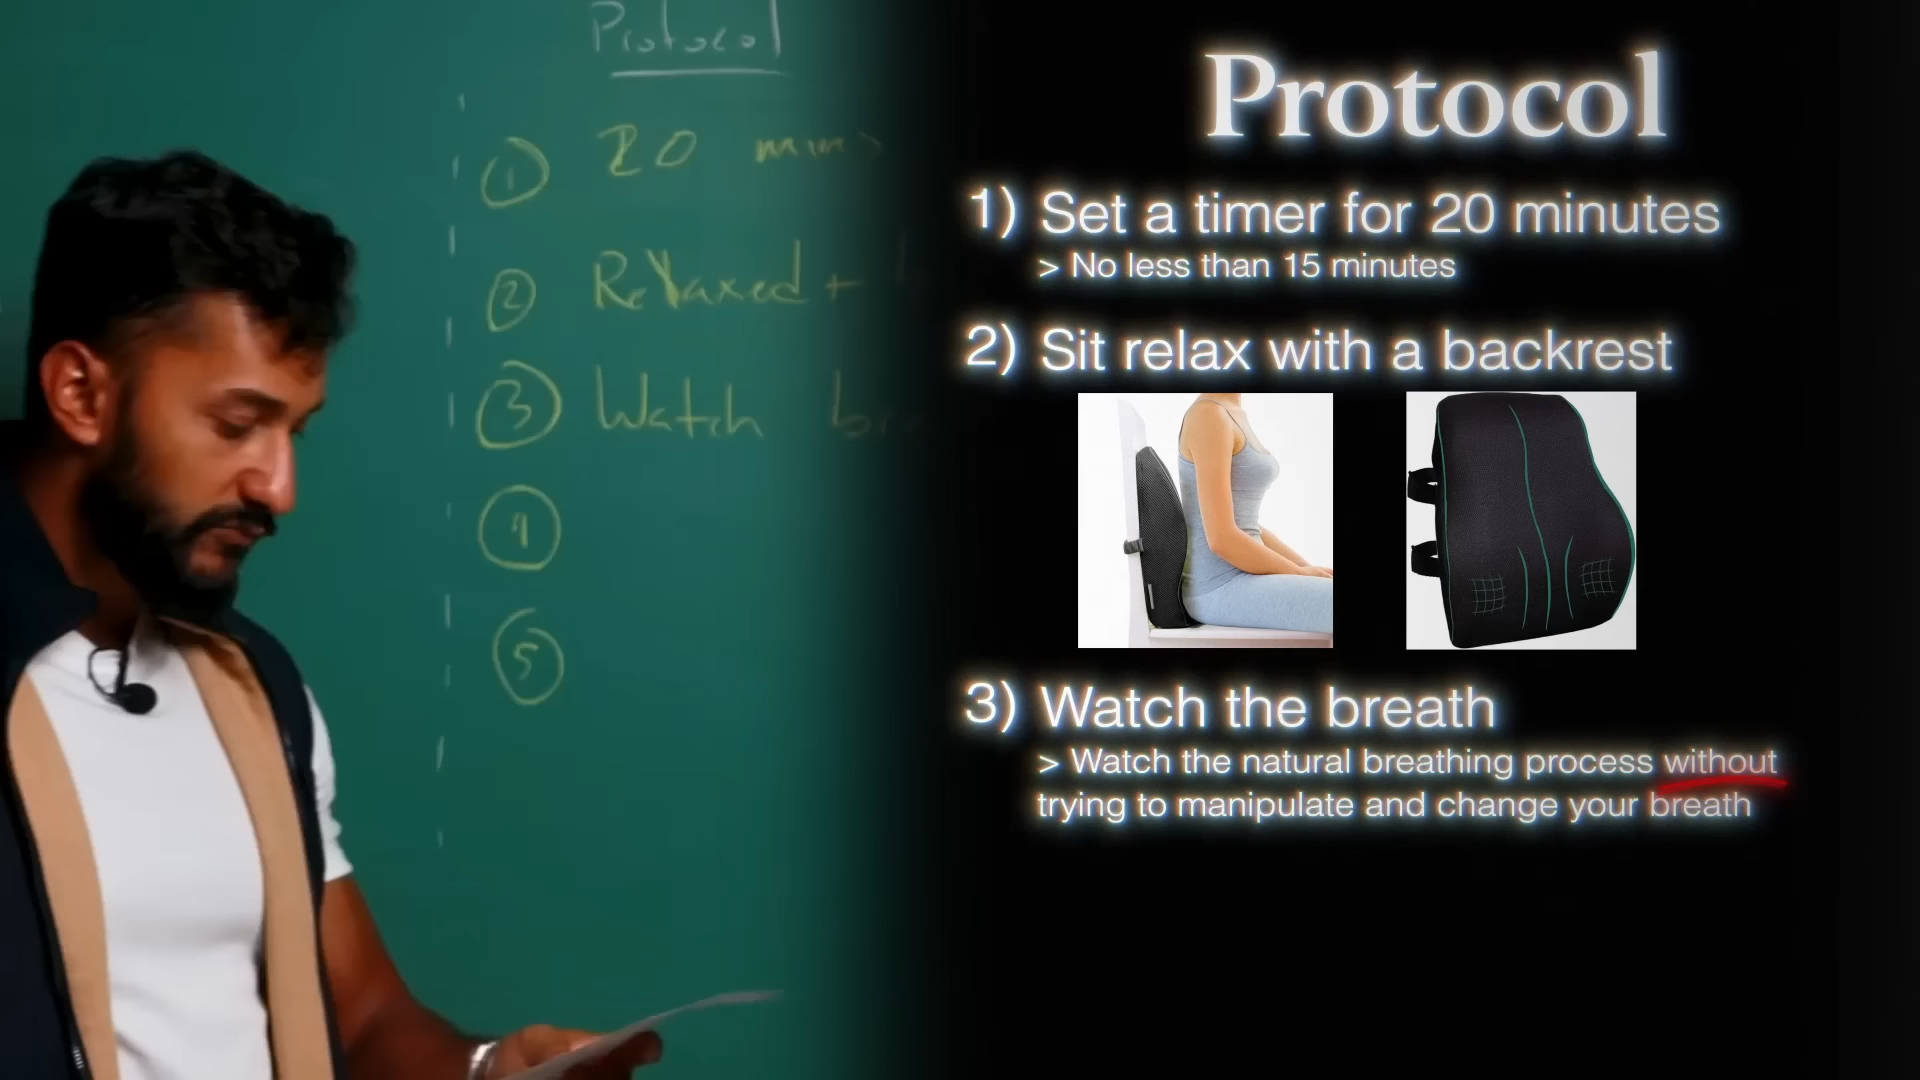 Protocol
1 20 mins
2 Relaxed +
3 Watch
4
5
Protocol
1) Set a timer for 20 minutes
> No less than 15 minutes
2) Sit relax with a backrest
3) Watch the breath
> Watch the natural breathing process without
trying to manipulate and change your breath